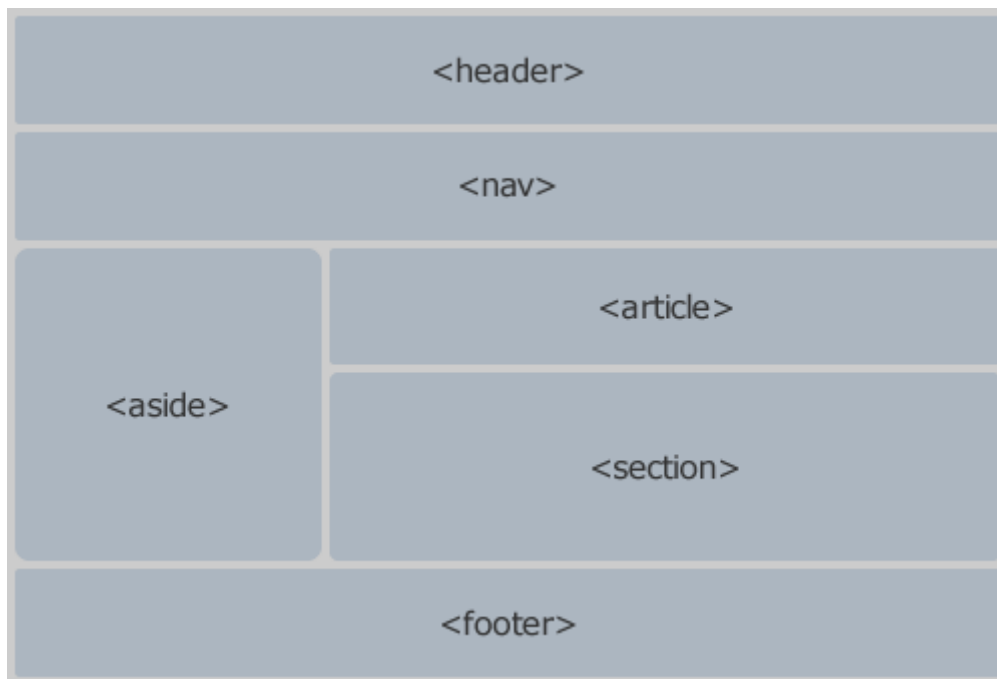 <header>
<nav>
<aside>
<article>
<section>
<footer>